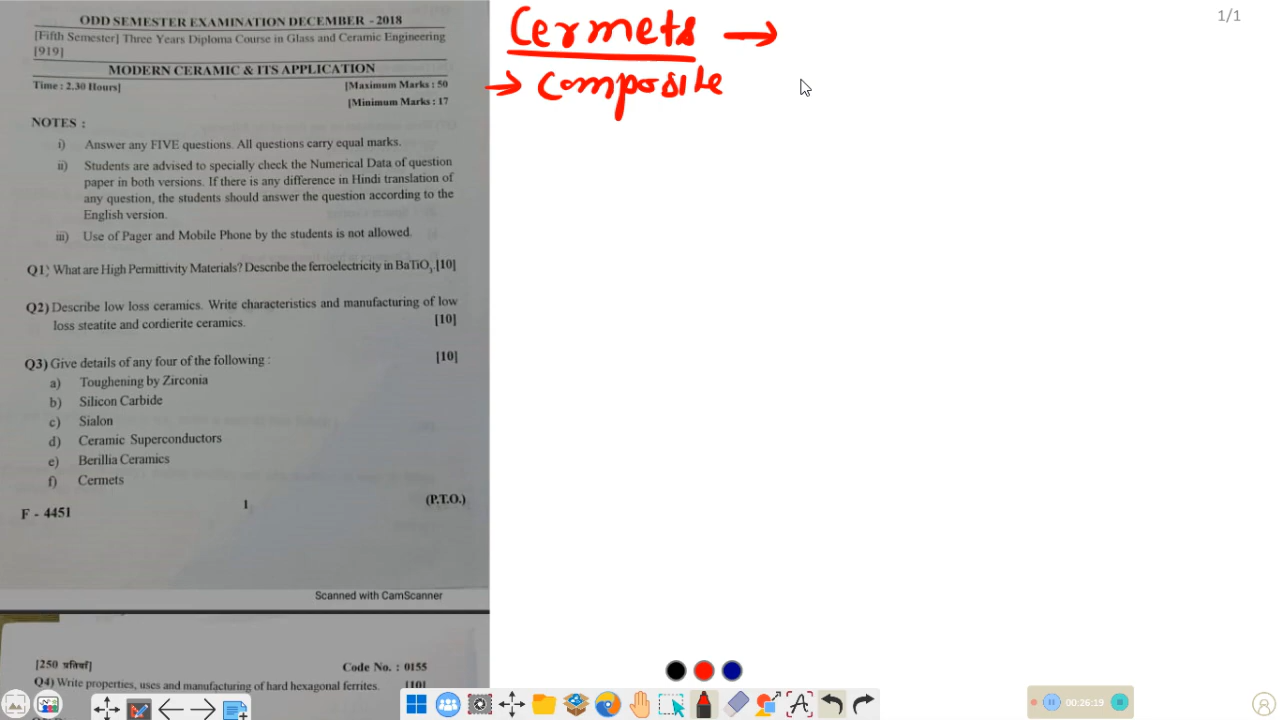 ODD SEMESTER EXAMINATION DECEMBER - 2018
[Fifth Semester] Three Years Diploma Course in Glass and Ceramic Engineering
[919]
MODERN CERAMIC & ITS APPLICATION
Time : 2.30 Hours] [Maximum Marks : 50
[Minimum Marks : 17
NOTES :
i) Answer any FIVE questions. All questions carry equal marks.
ii) Students are advised to specially check the Numerical Data of question
paper in both versions. If there is any difference in Hindi translation of
any question, the students should answer the question according to the
English version.
iii) Use of Pager and Mobile Phone by the students is not allowed.
Q1) What are High Permittivity Materials? Describe the ferroelectricity in BaTiO3. [10]
Q2) Describe low loss ceramics. Write characteristics and manufacturing of low
loss steatite and cordierite ceramics. [10]
Q3) Give details of any four of the following : [10]
a) Toughening by Zirconia
b) Silicon Carbide
c) Sialon
d) Ceramic Superconductors
e) Berillia Ceramics
f) Cermets
1 (P.T.O.)
F - 4451
Scanned with CamScanner
[250 प्रतियाँ] Code No. : 0155
Q4) Write properties, uses and manufacturing of hard hexagonal ferrites. [10]
Cermets →
→ composite
1/1
00:26:19